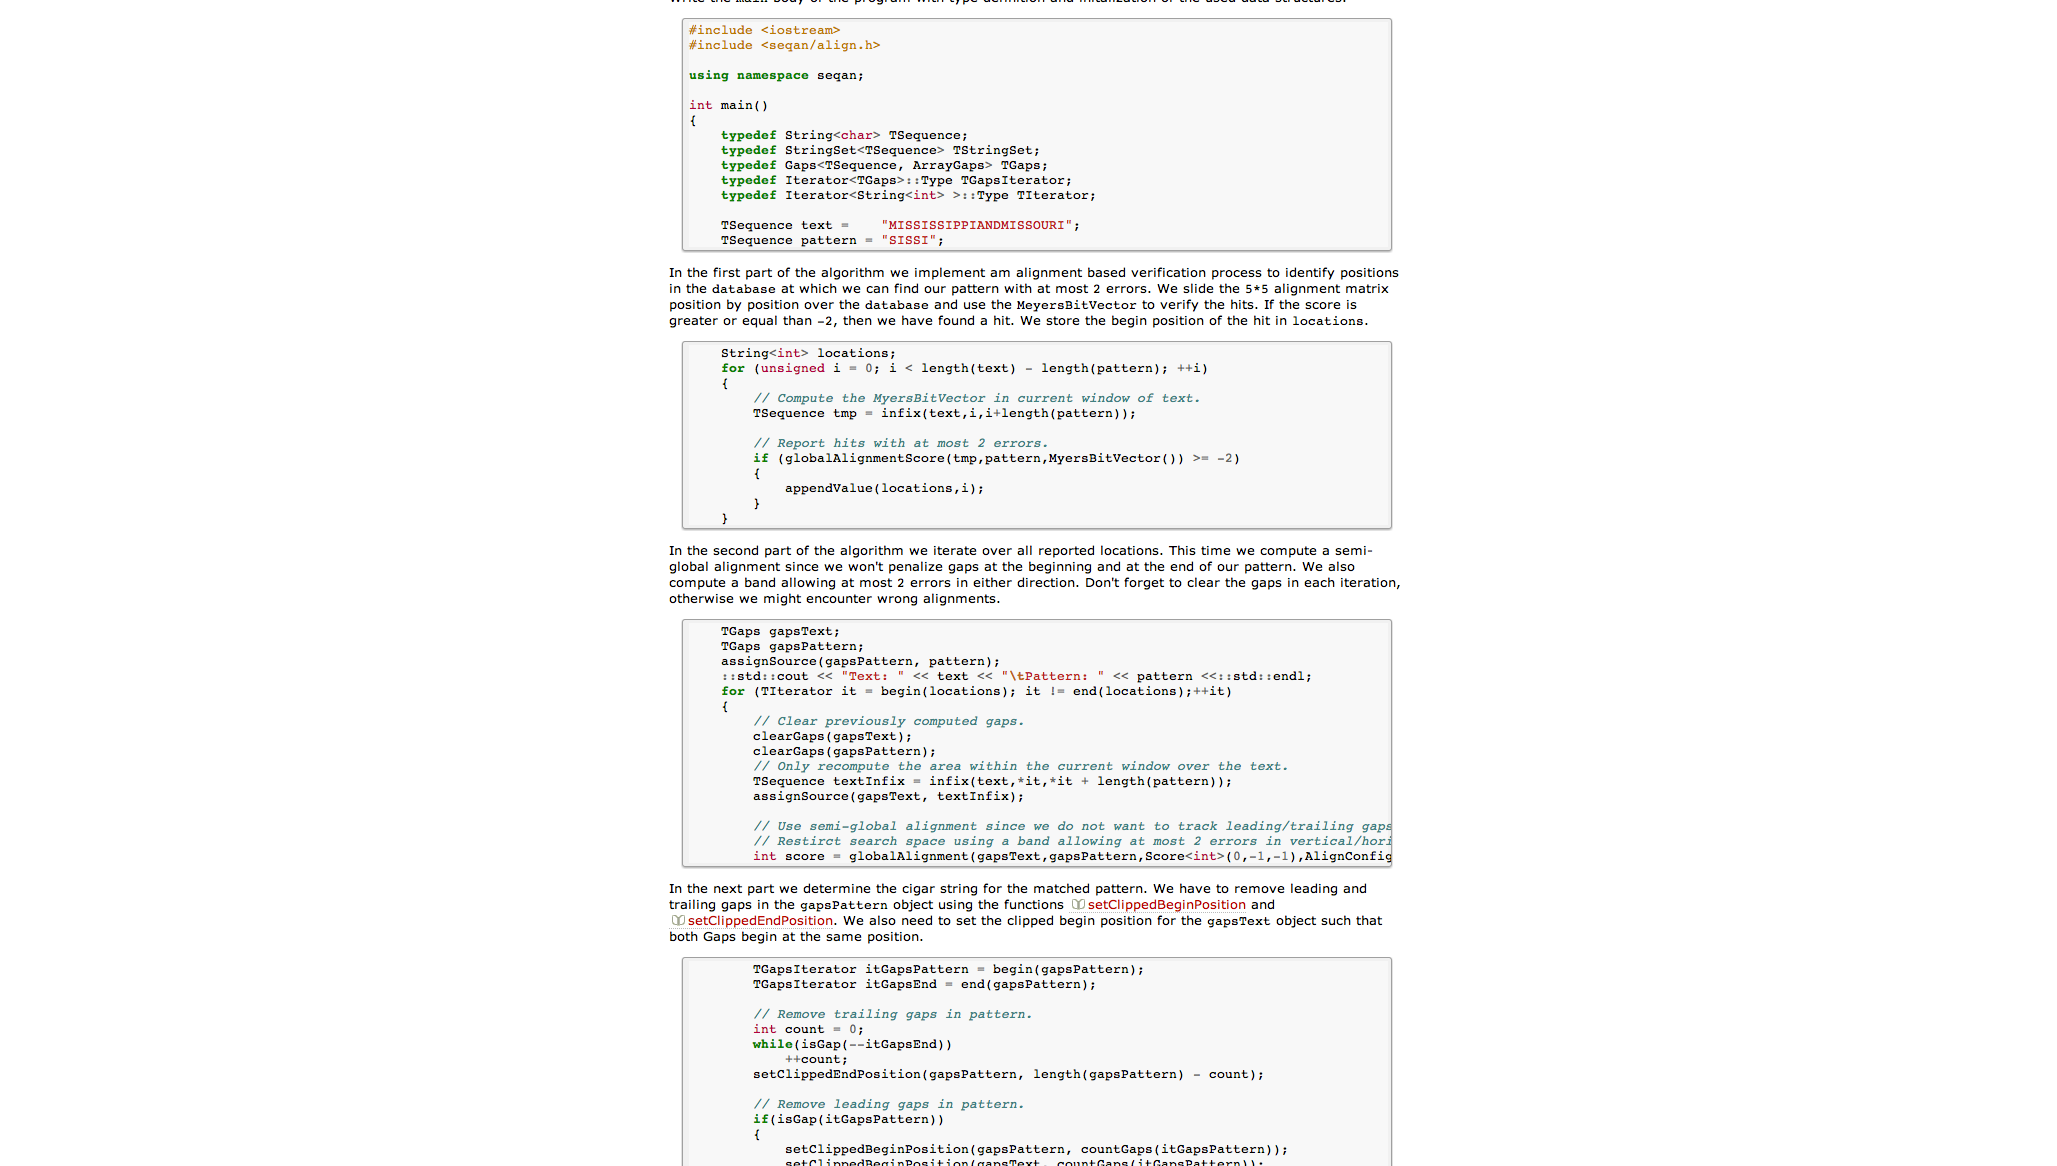 Write the main body of the program with type definition and initalization of the used data structures.
#include <iostream>
#include <seqan/align.h>
using namespace seqan;
int main()
{
typedef String<char> TSequence;
typedef StringSet<TSequence> TStringSet;
typedef Gaps<TSequence, ArrayGaps> TGaps;
typedef Iterator<TGaps>::Type TGapsIterator;
typedef Iterator<String<int> >::Type TIterator;
TSequence text =    "MISSISSIPPIANDMISSOURI";
TSequence pattern = "SISSI";
In the first part of the algorithm we implement am alignment based verification process to identify positions
in the database at which we can find our pattern with at most 2 errors. We slide the 5*5 alignment matrix
position by position over the database and use the MeyersBitVector to verify the hits. If the score is
greater or equal than -2, then we have found a hit. We store the begin position of the hit in locations.
String<int> locations;
for (unsigned i = 0; i < length(text) - length(pattern); ++i)
{
// Compute the MyersBitVector in current window of text.
TSequence tmp = infix(text,i,i+length(pattern));
// Report hits with at most 2 errors.
if (globalAlignmentScore(tmp,pattern,MyersBitVector()) >= -2)
{
appendValue(locations,i);
}
}
In the second part of the algorithm we iterate over all reported locations. This time we compute a semi-
global alignment since we won't penalize gaps at the beginning and at the end of our pattern. We also
compute a band allowing at most 2 errors in either direction. Don't forget to clear the gaps in each iteration,
otherwise we might encounter wrong alignments.
TGaps gapsText;
TGaps gapsPattern;
assignSource(gapsPattern, pattern);
::std::cout << "Text: " << text << "\tPattern: " << pattern <<::std::endl;
for (TIterator it = begin(locations); it != end(locations);++it)
{
// Clear previously computed gaps.
clearGaps(gapsText);
clearGaps(gapsPattern);
// Only recompute the area within the current window over the text.
TSequence textInfix = infix(text,*it,*it + length(pattern));
assignSource(gapsText, textInfix);
// Use semi-global alignment since we do not want to track leading/trailing gaps
// Restirct search space using a band allowing at most 2 errors in vertical/hori
int score = globalAlignment(gapsText,gapsPattern,Score<int>(0,-1,-1),AlignConfig
In the next part we determine the cigar string for the matched pattern. We have to remove leading and
trailing gaps in the gapsPattern object using the functions setClippedBeginPosition and
setClippedEndPosition. We also need to set the clipped begin position for the gapsText object such that
both Gaps begin at the same position.
TGapsIterator itGapsPattern = begin(gapsPattern);
TGapsIterator itGapsEnd = end(gapsPattern);
// Remove trailing gaps in pattern.
int count = 0;
while(isGap(--itGapsEnd))
++count;
setClippedEndPosition(gapsPattern, length(gapsPattern) - count);
// Remove leading gaps in pattern.
if(isGap(itGapsPattern))
{
setClippedBeginPosition(gapsPattern, countGaps(itGapsPattern));
setClippedBeginPosition(gapsText, countGaps(itGapsPattern));